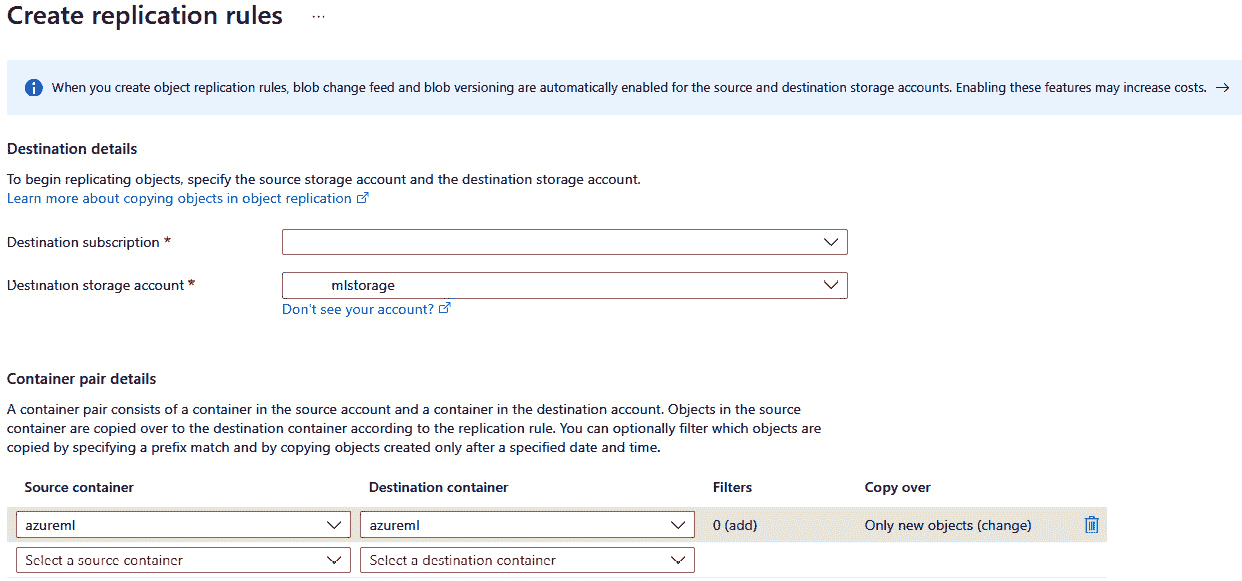 Create replication rules ...
When you create object replication rules, blob change feed and blob versioning are automatically enabled for the source and destination storage accounts. Enabling these features may increase costs. →
Destination details
To begin replicating objects, specify the source storage account and the destination storage account.
Learn more about copying objects in object replication
Destination subscription *
Destination storage account * mlstorage
Don't see your account?
Container pair details
A container pair consists of a container in the source account and a container in the destination account. Objects in the source
container are copied over to the destination container according to the replication rule. You can optionally filter which objects are
copied by specifying a prefix match and by copying objects created only after a specified date and time.
Source container Destination container Filters Copy over
azureml azureml 0 (add) Only new objects (change)
Select a source container Select a destination container